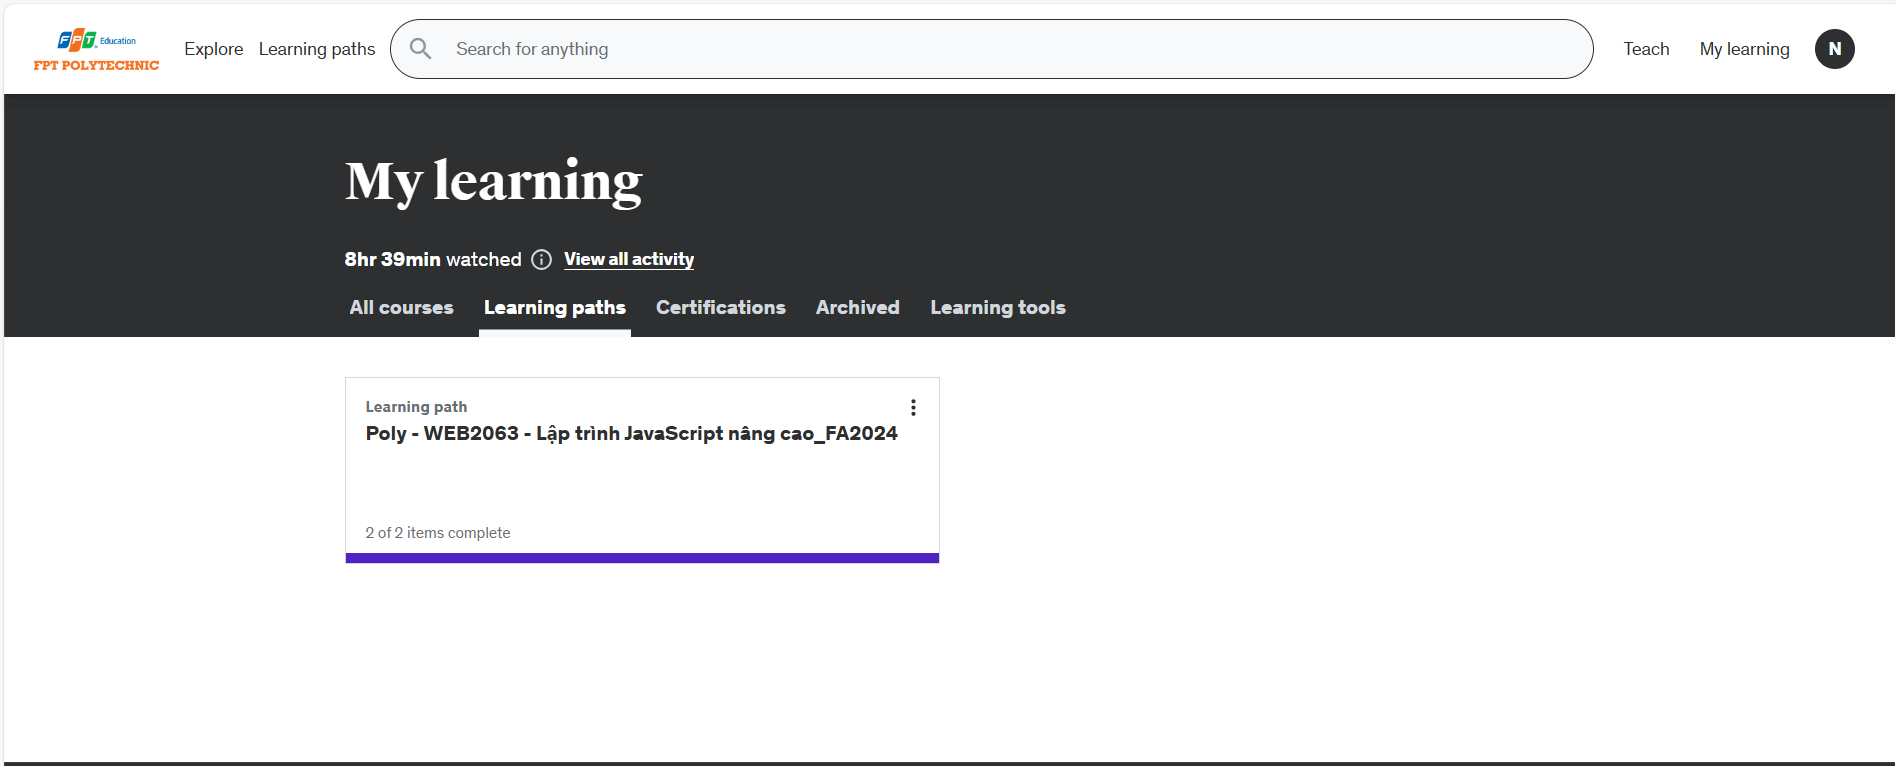 FPT Education
FPT POLYTECHNIC
Explore
Learning paths
Search for anything
Teach
My learning
N
My learning
8hr 39min watched
View all activity
All courses
Learning paths
Certifications
Archived
Learning tools
Learning path
Poly - WEB2063 - Lập trình JavaScript nâng cao_FA2024
2 of 2 items complete